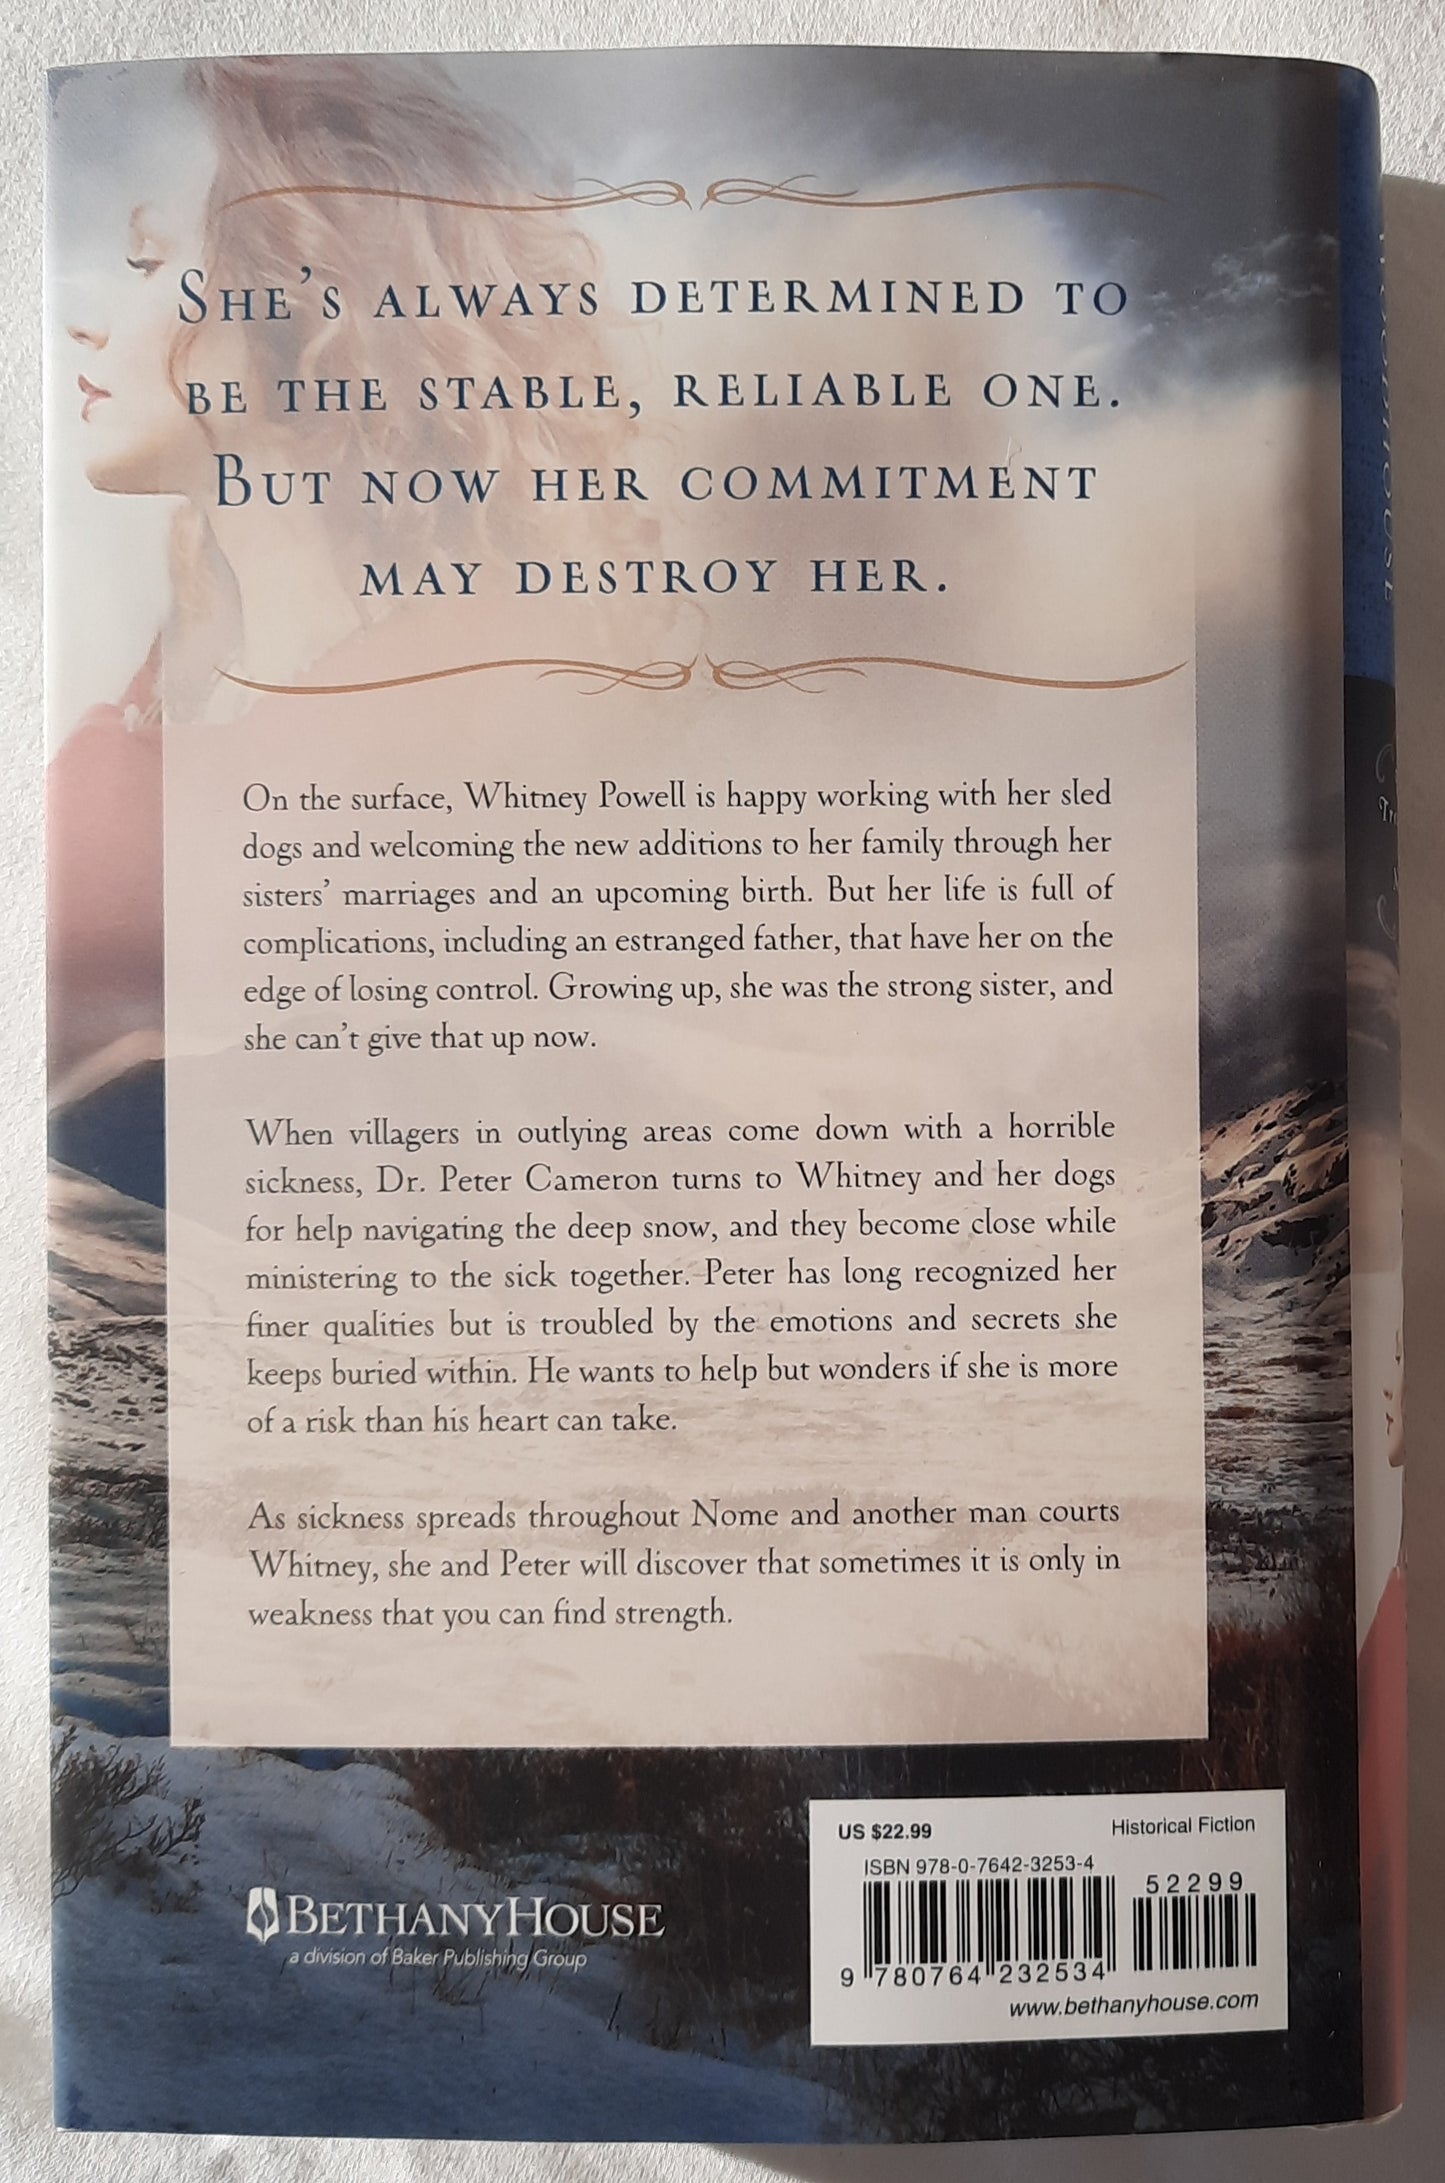 She's always determined to
be the stable, reliable one.
But now her commitment
may destroy her.
On the surface, Whitney Powell is happy working with her sled
dogs and welcoming the new additions to her family through her
sisters' marriages and an upcoming birth. But her life is full of
complications, including an estranged father, that have her on the
edge of losing control. Growing up, she was the strong sister, and
she can't give that up now.
When villagers in outlying areas come down with a horrible
sickness, Dr. Peter Cameron turns to Whitney and her dogs
for help navigating the deep snow, and they become close while
ministering to the sick together. Peter has long recognized her
finer qualities but is troubled by the emotions and secrets she
keeps buried within. He wants to help but wonders if she is more
of a risk than his heart can take.
As sickness spreads throughout Nome and another man courts
Whitney, she and Peter will discover that sometimes it is only in
weakness that you can find strength.
US $22.99
Historical Fiction
ISBN 978-0-7642-3253-4
52299
9 780764 232534
www.bethanyhouse.com
BethanyHouse
a division of Baker Publishing Group